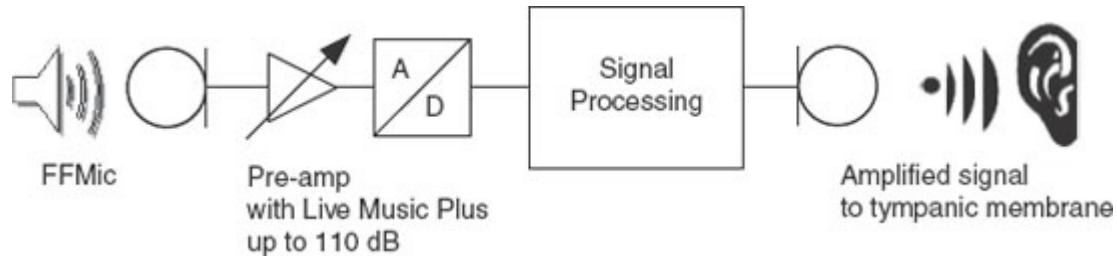 A
D
Signal
Processing
FFMic
Pre-amp
with Live Music Plus
up to 110 dB
Amplified signal
to tympanic membrane